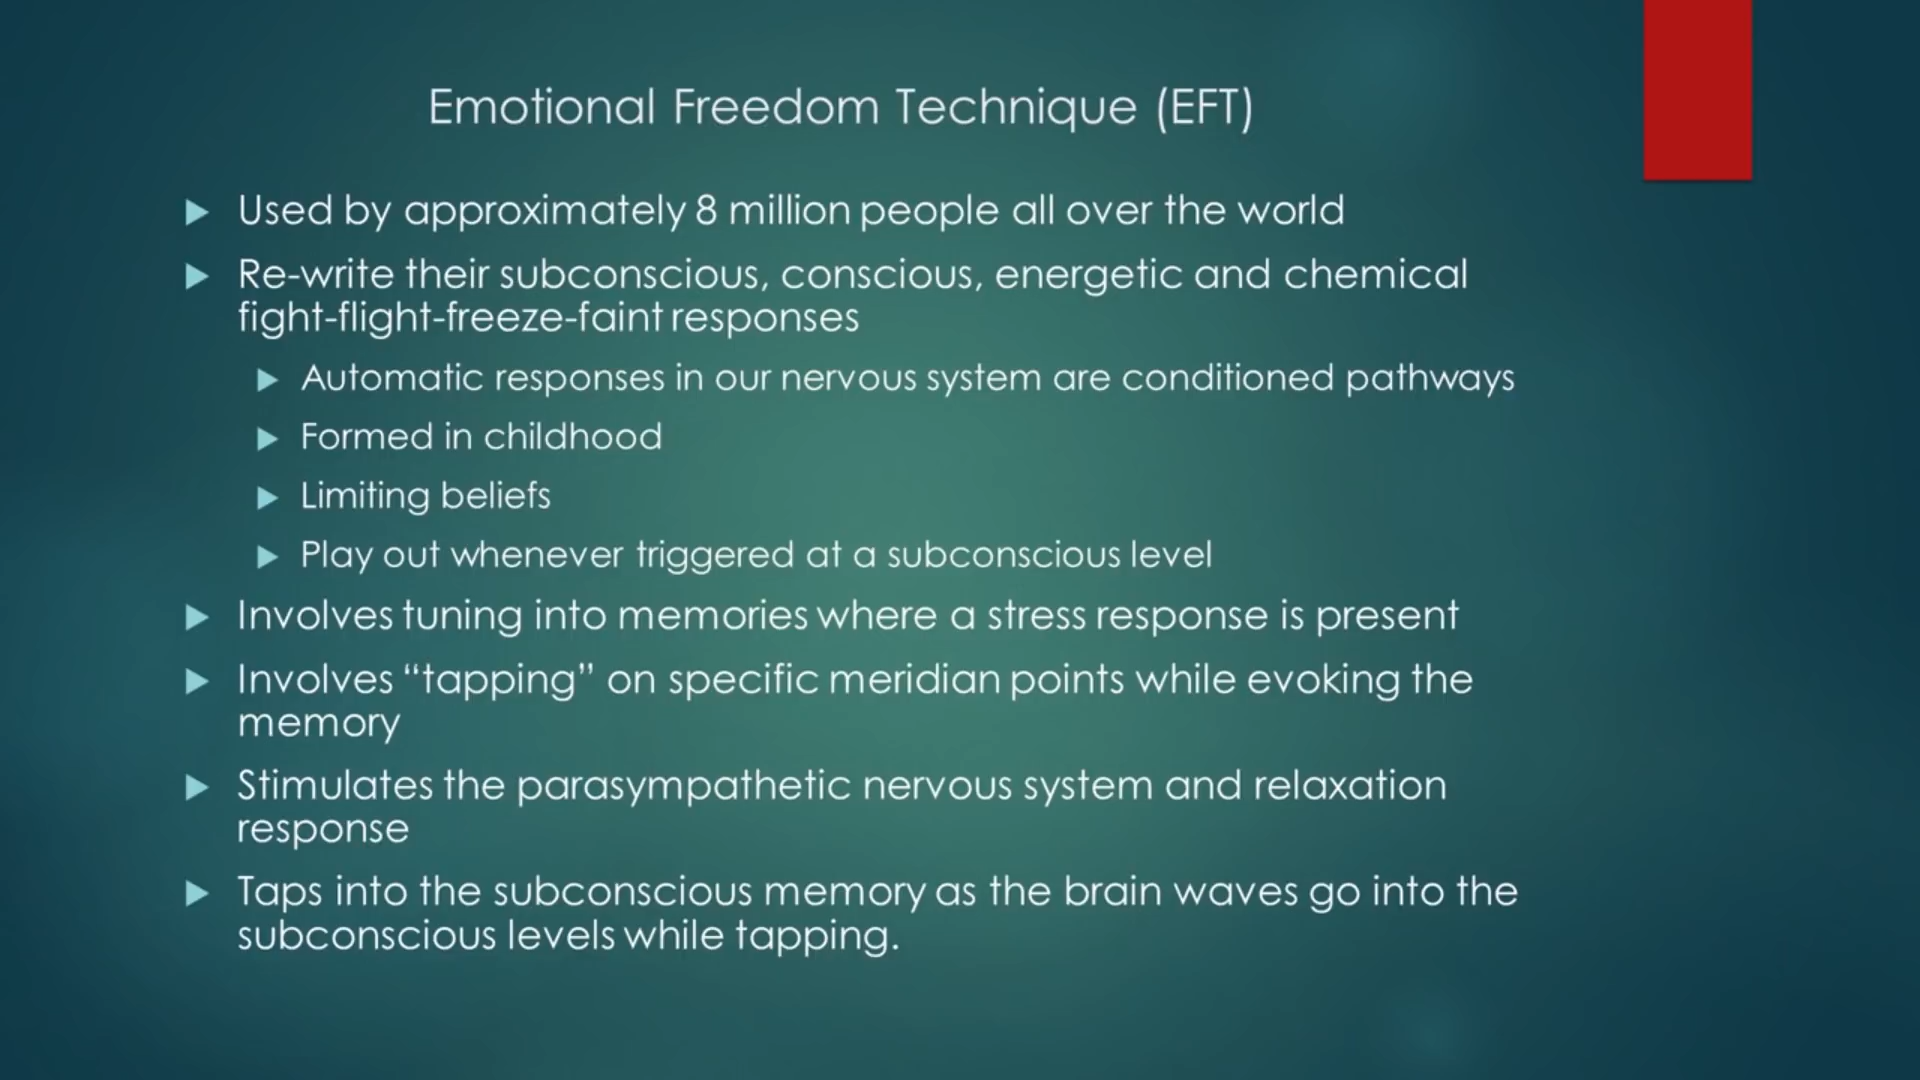 Emotional Freedom Technique (EFT)
Used by approximately 8 million people all over the world
Re-write their subconscious, conscious, energetic and chemical
fight-flight-freeze-faint responses
Automatic responses in our nervous system are conditioned pathways
Formed in childhood
Limiting beliefs
Play out whenever triggered at a subconscious level
Involves tuning into memories where a stress response is present
Involves “tapping” on specific meridian points while evoking the
memory
Stimulates the parasympathetic nervous system and relaxation
response
Taps into the subconscious memory as the brain waves go into the
subconscious levels while tapping.